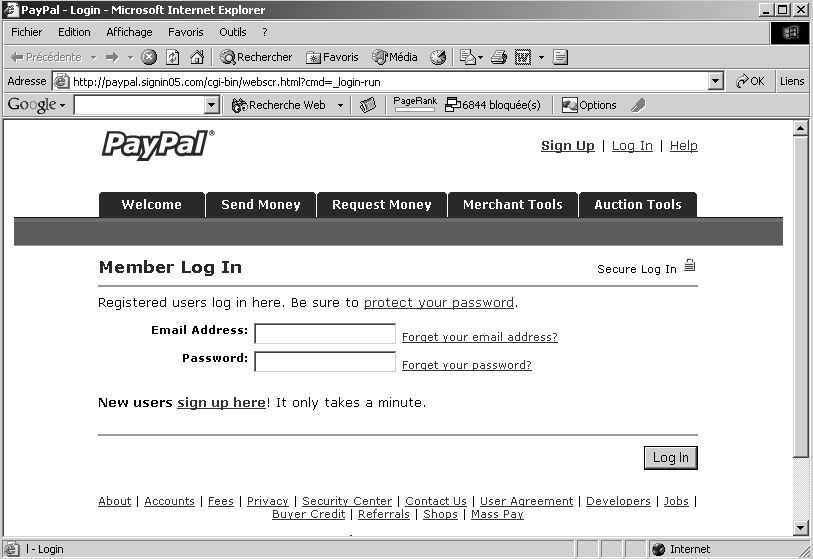 PayPal - Login - Microsoft Internet Explorer
Fichier Edition Affichage Favoris Outils ?
Précédente Rechercher Favoris Média
Adresse http://paypal.signin05.com/cgi-bin/webscr.html?cmd=_login-run OK Liens
Google Recherche Web PageRank 6844 bloquée(s) Options
PayPal®
Sign Up | Log In | Help
Welcome Send Money Request Money Merchant Tools Auction Tools
Member Log In Secure Log In
Registered users log in here. Be sure to protect your password.
Email Address: Forget your email address?
Password: Forget your password?
New users sign up here! It only takes a minute.
Log In
About | Accounts | Fees | Privacy | Security Center | Contact Us | User Agreement | Developers | Jobs |
Buyer Credit | Referrals | Shops | Mass Pay
l - Login Internet